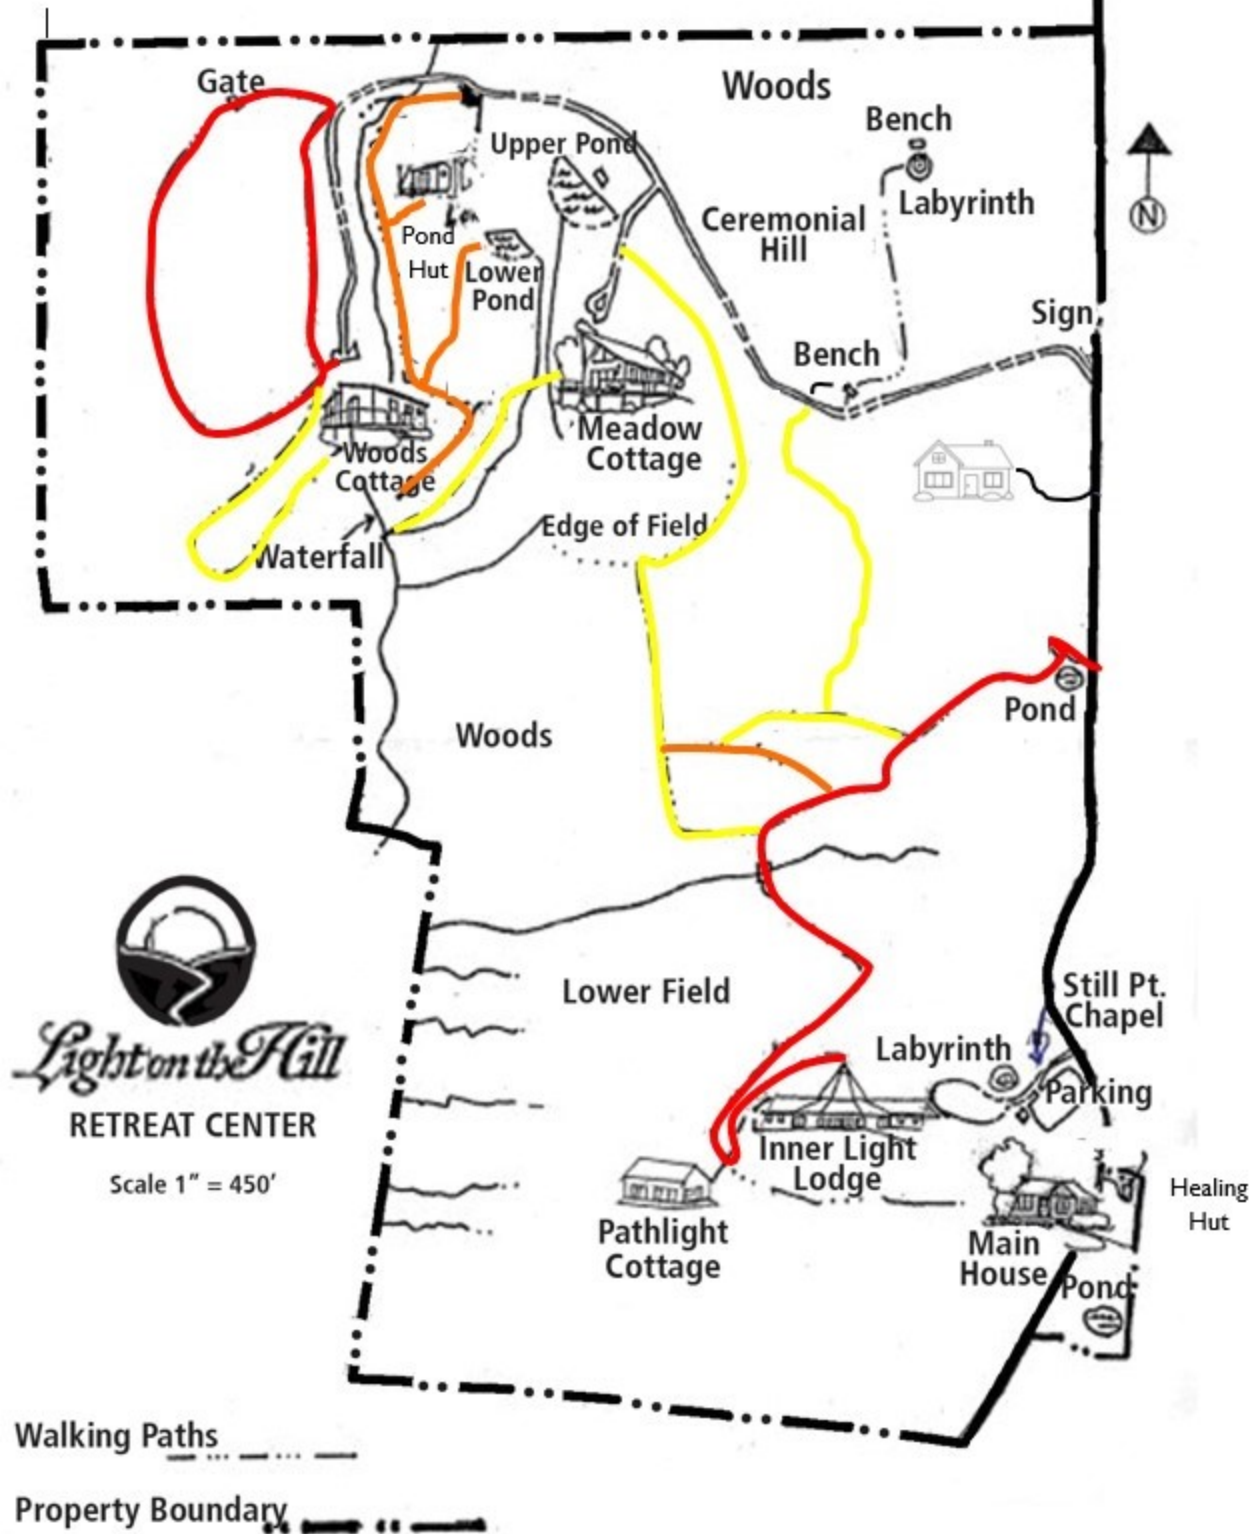 Gate
Woods
Bench
Upper Pond
Labyrinth
Ceremonial
Hill
Pond
Hut
Lower
Pond
Sign
Bench
Meadow
Cottage
Woods
Cottage
Edge of Field
Waterfall
N
Pond
Woods
Lower Field
Still Pt.
Chapel
Labyrinth
Parking
Light on the Hill
RETREAT CENTER
Scale 1" = 450'
Inner Light
Lodge
Healing
Hut
Pathlight
Cottage
Main
House
Pond
Walking Paths
Property Boundary